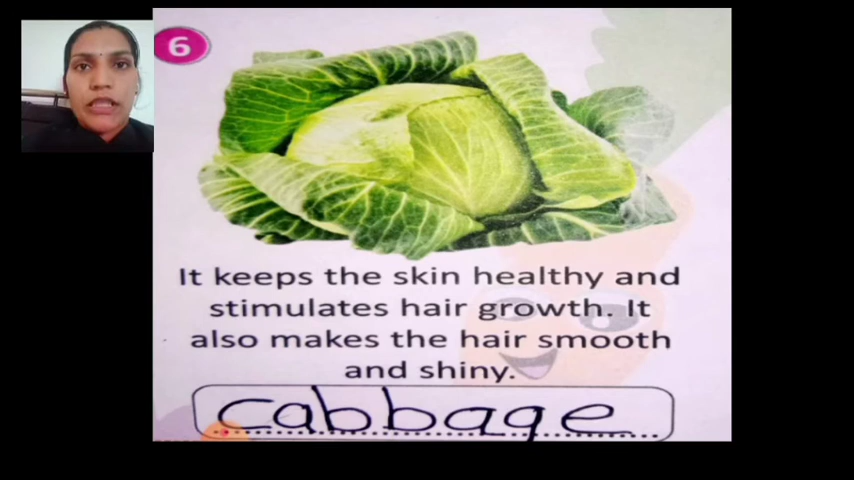 6
It keeps the skin healthy and
stimulates hair growth. It
also makes the hair smooth
and shiny.
cabbage